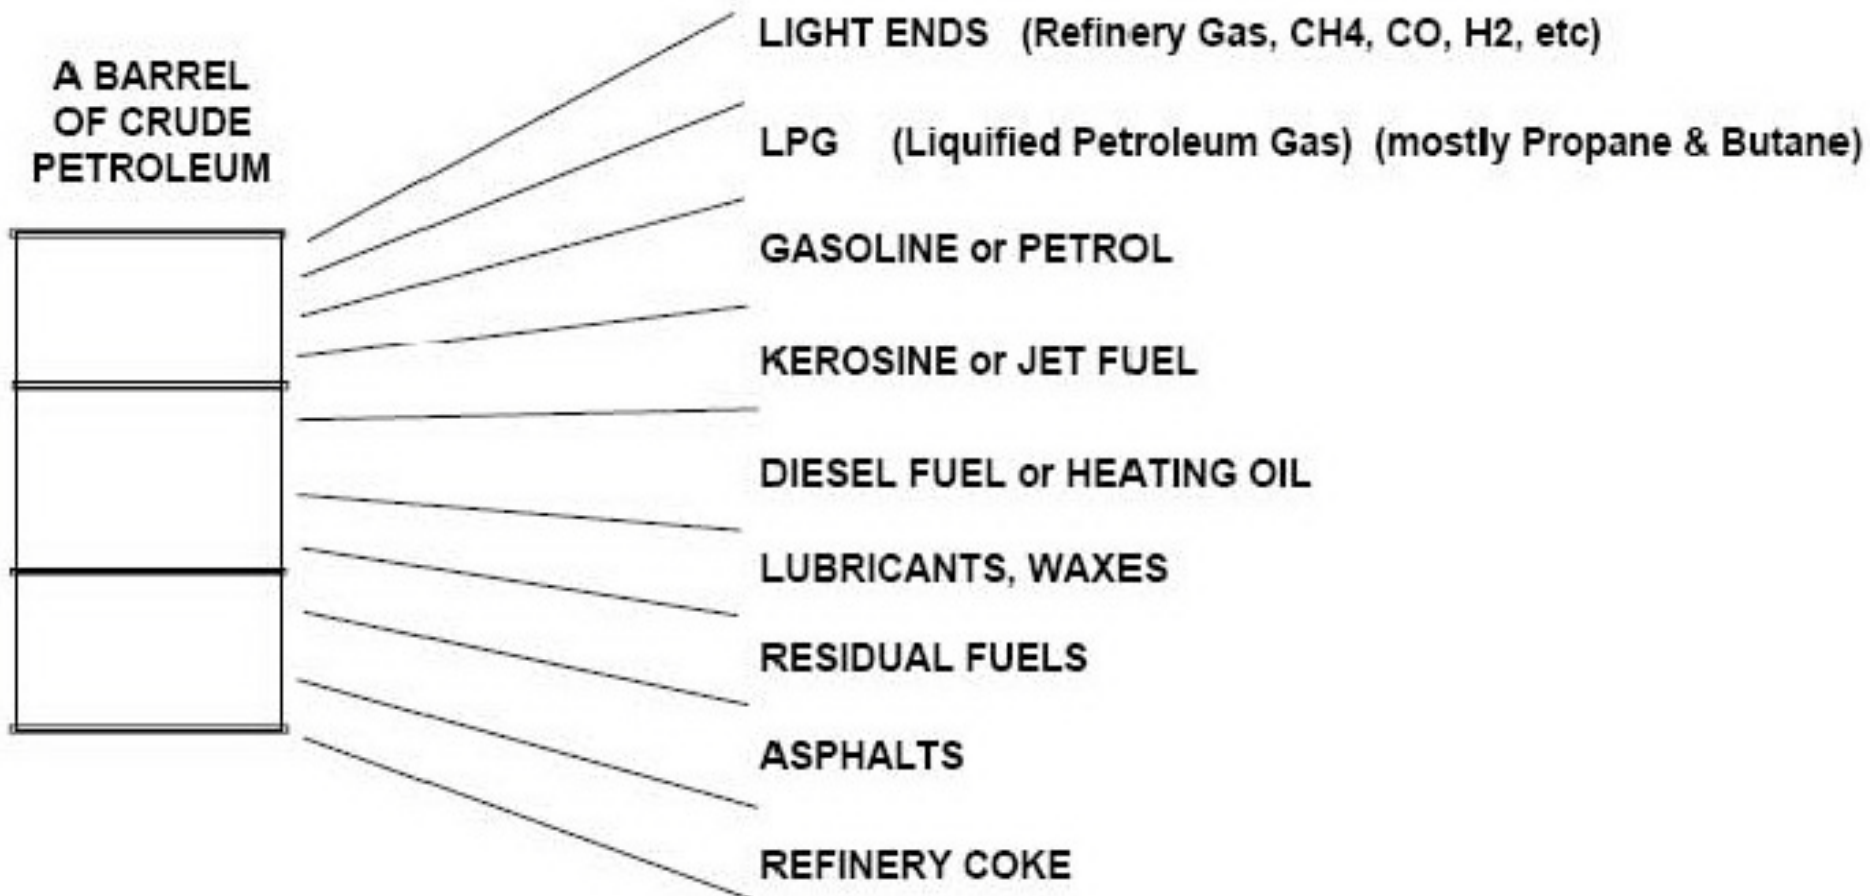 A BARREL
OF CRUDE
PETROLEUM
LIGHT ENDS (Refinery Gas, CH4, CO, H2, etc)
LPG (Liquified Petroleum Gas) (mostly Propane & Butane)
GASOLINE or PETROL
KEROSINE or JET FUEL
DIESEL FUEL or HEATING OIL
LUBRICANTS, WAXES
RESIDUAL FUELS
ASPHALTS
REFINERY COKE